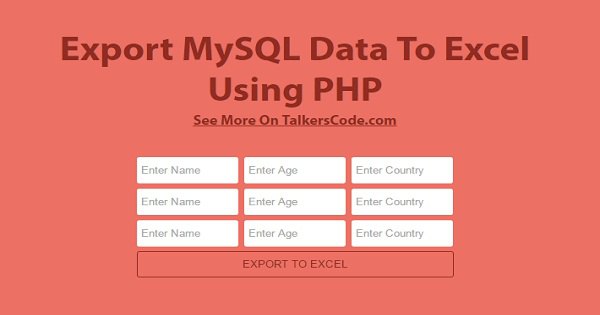 Export MySQL Data To Excel
Using PHP
See More On TalkersCode.com
Enter Name Enter Age Enter Country
Enter Name Enter Age Enter Country
Enter Name Enter Age Enter Country
EXPORT TO EXCEL